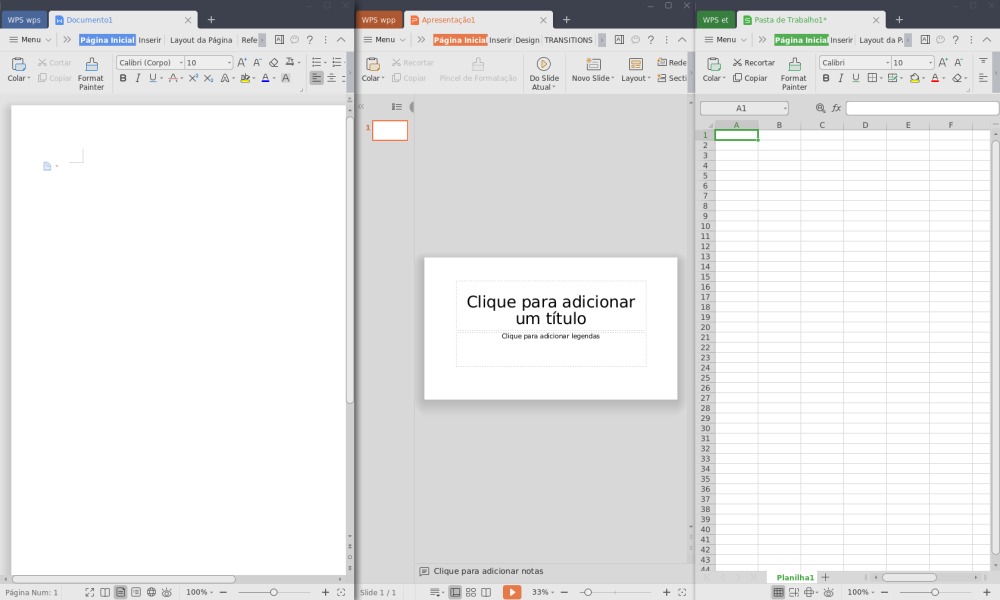 WPS wps
Documento1
Menu
Página Inicial
Inserir
Layout da Página
Refe
Colar
Cortar
Copiar
Format
Painter
Calibri (Corpo)
10
Página Num: 1
100%
WPS wpp
Apresentação1
Menu
Página Inicial
Inserir
Design
TRANSITIONS
Colar
Recortar
Copiar
Pincel de Formatação
Do Slide
Atual
Novo Slide
Layout
Rede
Secti
1
Clique para adicionar
um título
Clique para adicionar legendas
Clique para adicionar notas
Slide 1 / 1
33%
WPS et
Pasta de Trabalho1*
Menu
Página Inicial
Inserir
Layout da P
Colar
Recortar
Copiar
Format
Painter
Calibri
10
A1
fx
A B C D E F
1
2
3
4
5
6
7
8
9
10
11
12
13
14
15
16
17
18
19
20
21
22
23
24
25
26
27
28
29
30
31
32
33
34
35
36
37
38
39
40
41
42
43
44
Planilha1
100%